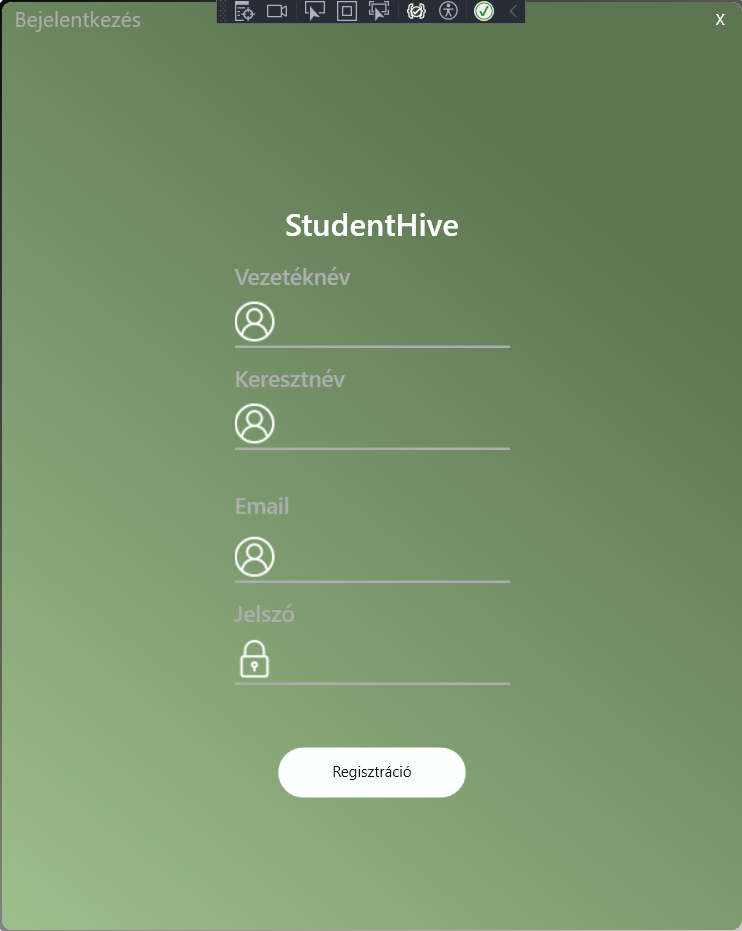 Bejelentkezés
X
StudentHive
Vezetéknév
Keresztnév
Email
Jelszó
Regisztráció